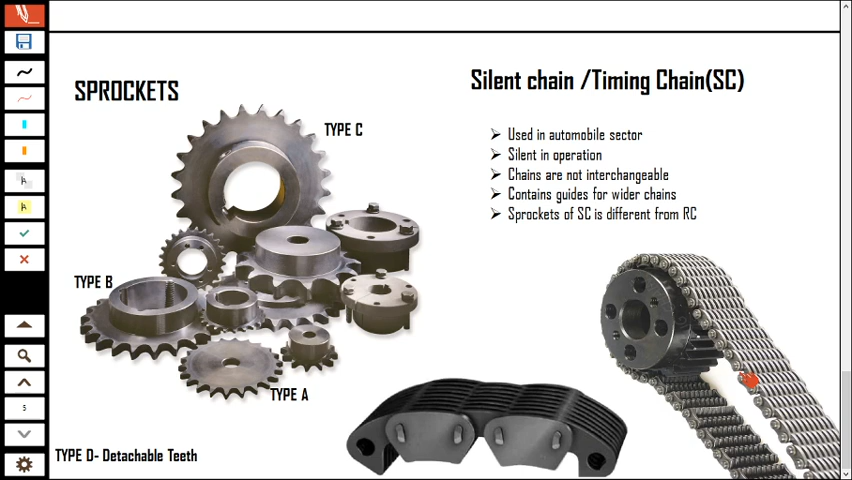 SPROCKETS
TYPE C
TYPE B
TYPE A
TYPE D- Detachable Teeth
Silent chain /Timing Chain(SC)
Used in automobile sector
Silent in operation
Chains are not interchangeable
Contains guides for wider chains
Sprockets of SC is different from RC
5